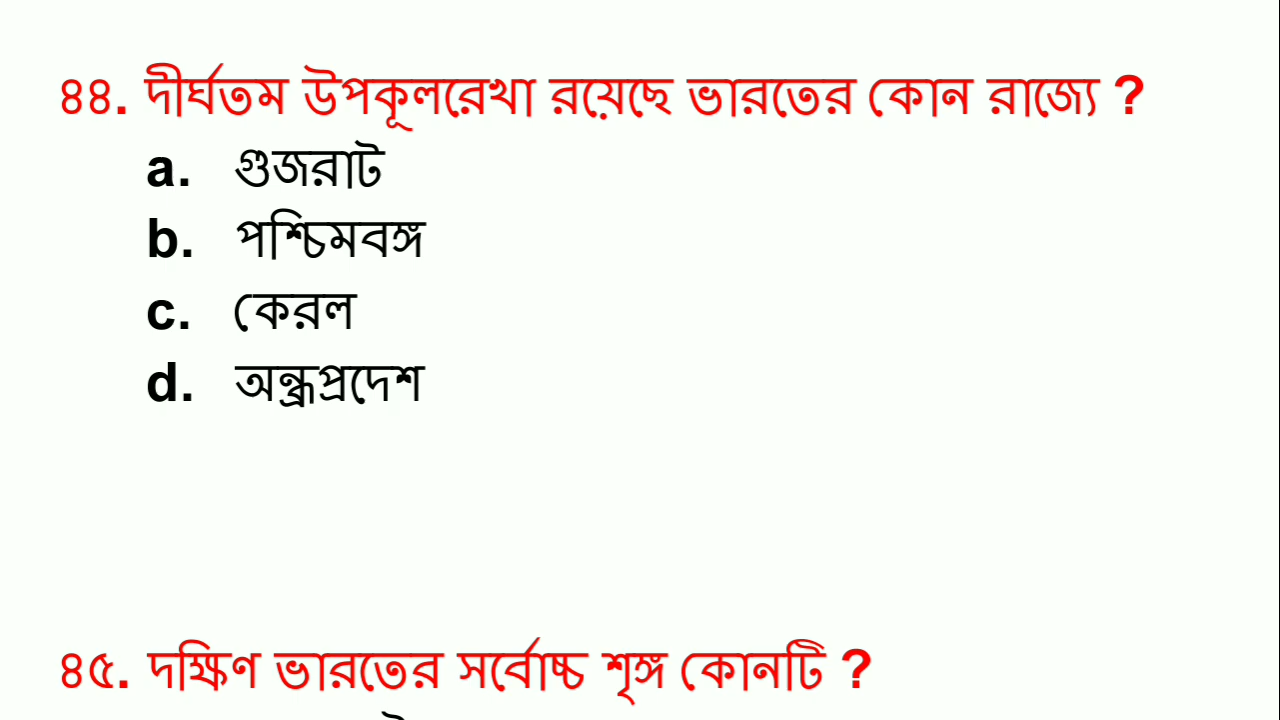 ৪৪. দীর্ঘতম উপকূলরেখা রয়েছে ভারতের কোন রাজ্যে ?
a. গুজরাট
b. পশ্চিমবঙ্গ
c. কেরল
d. অন্ধ্রপ্রদেশ
৪৫. দক্ষিণ ভারতের সর্বোচ্চ শৃঙ্গ কোনটি ?